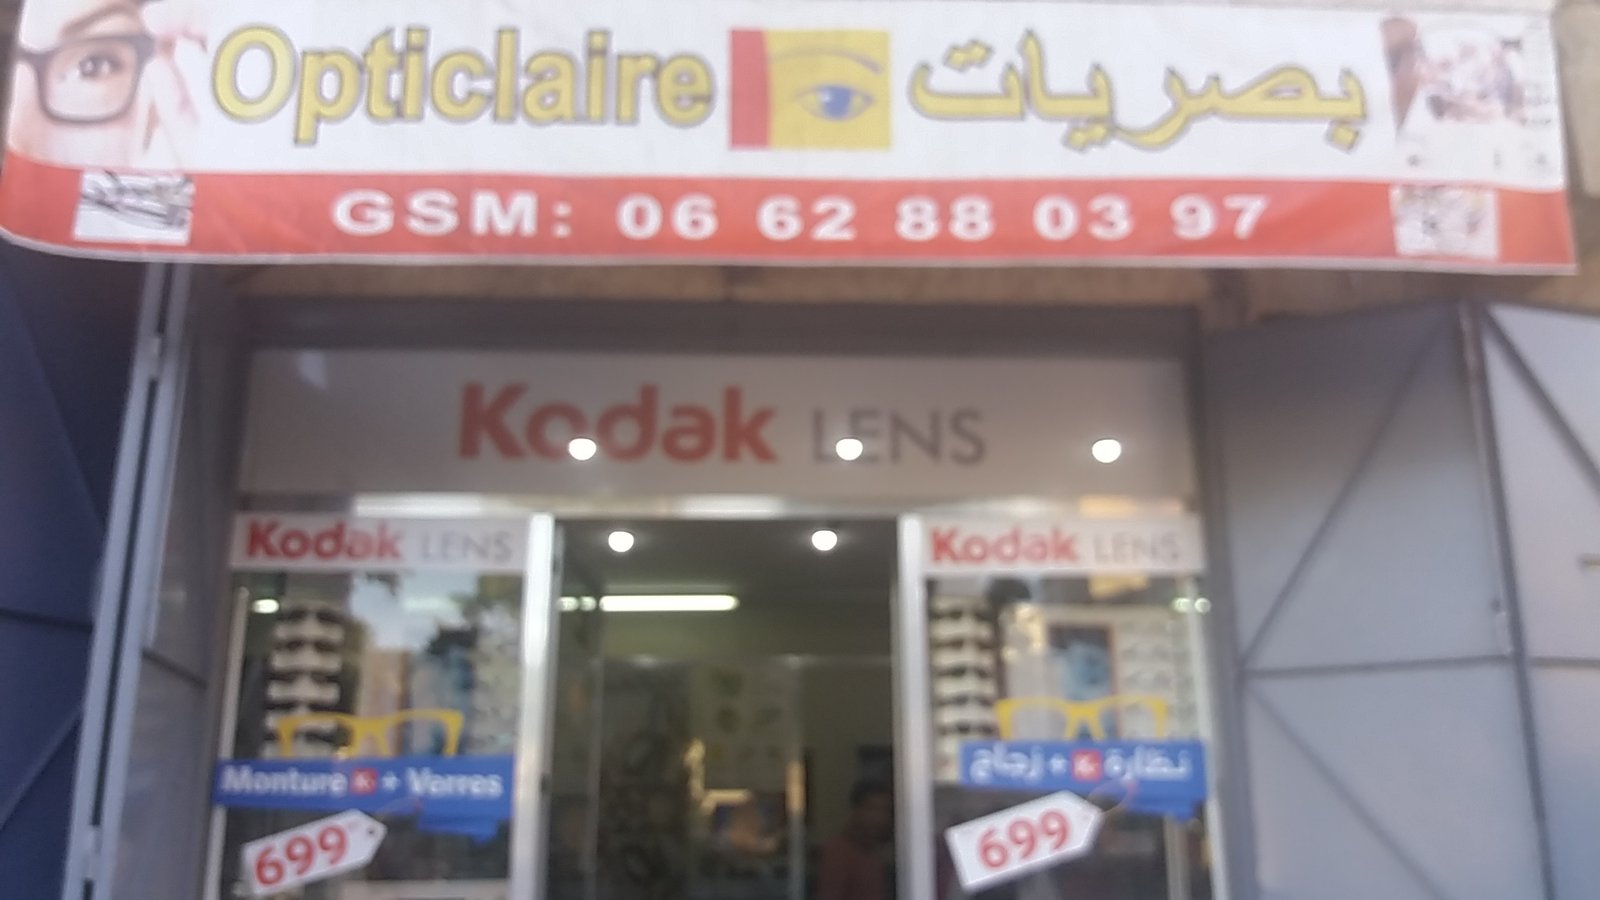 Opticlaire بصريات
GSM: 06 62 88 03 97
Kodak LENS
Kodak LENS
Kodak LENS
Monture K + Verres
699
نظارة K + زجاج
699